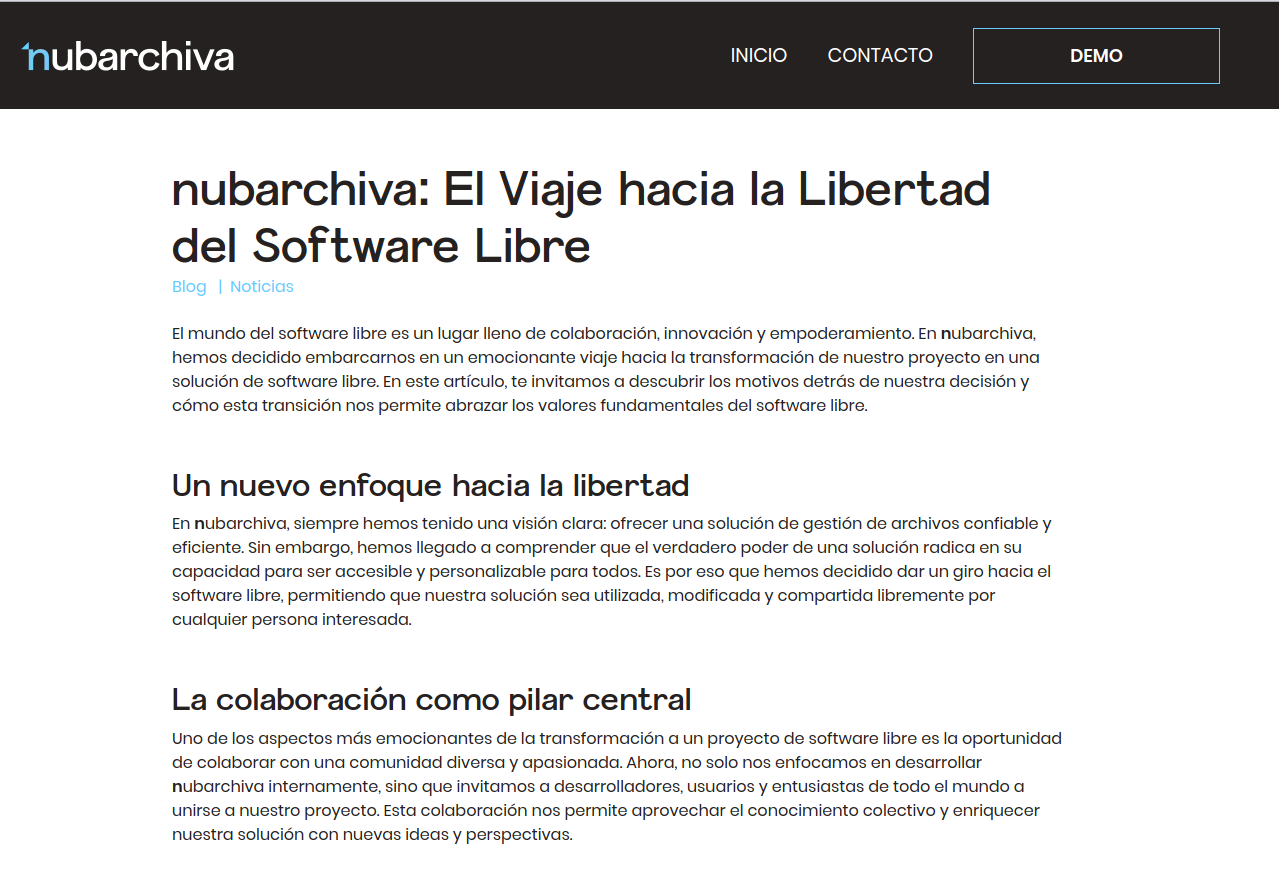 nubarchiva
INICIO CONTACTO DEMO
nubarchiva: El Viaje hacia la Libertad
del Software Libre
Blog | Noticias
El mundo del software libre es un lugar lleno de colaboración, innovación y empoderamiento. En nubarchiva,
hemos decidido embarcarnos en un emocionante viaje hacia la transformación de nuestro proyecto en una
solución de software libre. En este artículo, te invitamos a descubrir los motivos detrás de nuestra decisión y
cómo esta transición nos permite abrazar los valores fundamentales del software libre.
Un nuevo enfoque hacia la libertad
En nubarchiva, siempre hemos tenido una visión clara: ofrecer una solución de gestión de archivos confiable y
eficiente. Sin embargo, hemos llegado a comprender que el verdadero poder de una solución radica en su
capacidad para ser accesible y personalizable para todos. Es por eso que hemos decidido dar un giro hacia el
software libre, permitiendo que nuestra solución sea utilizada, modificada y compartida libremente por
cualquier persona interesada.
La colaboración como pilar central
Uno de los aspectos más emocionantes de la transformación a un proyecto de software libre es la oportunidad
de colaborar con una comunidad diversa y apasionada. Ahora, no solo nos enfocamos en desarrollar
nubarchiva internamente, sino que invitamos a desarrolladores, usuarios y entusiastas de todo el mundo a
unirse a nuestro proyecto. Esta colaboración nos permite aprovechar el conocimiento colectivo y enriquecer
nuestra solución con nuevas ideas y perspectivas.